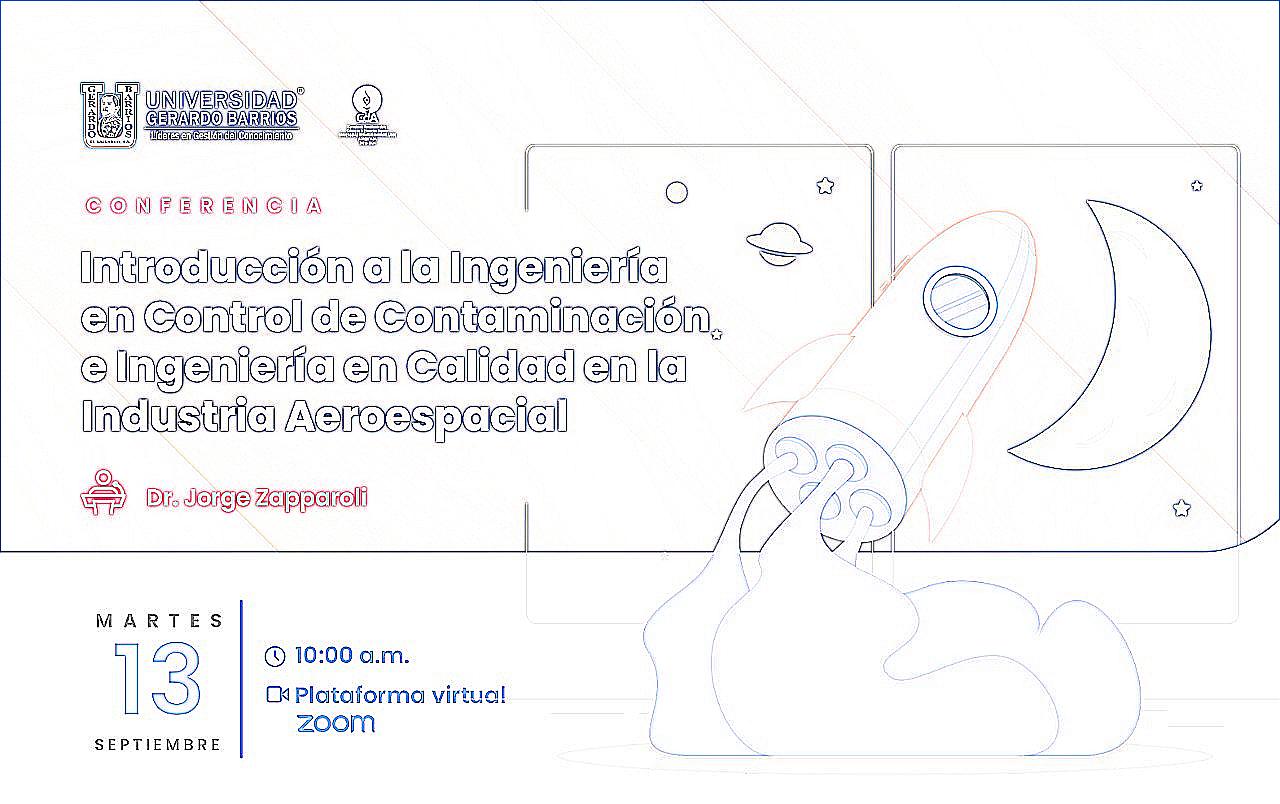 GERARDO BARRIOS
UNIVERSIDAD®
GERARDO BARRIOS
Líderes en Gestión del Conocimiento
CONFERENCIA
Introducción a la Ingeniería
en Control de Contaminación,
e Ingeniería en Calidad en la
Industria Aeroespacial
Dr. Jorge Zapparoli
MARTES
13
SEPTIEMBRE
10:00 a.m.
Plataforma virtual
zoom